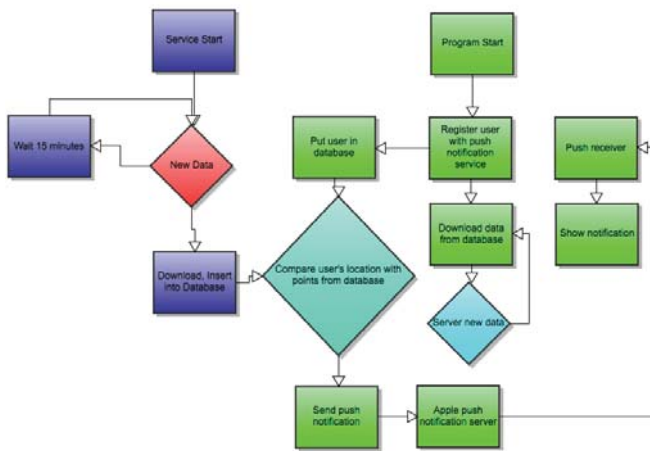 Service Start
Program Start
Wait 15 minutes
New Data
Put user in
database
Register user
with push
notification
service
Push receiver
Download, Insert
into Database
Compare user's location with
points from database
Download data
from database
Show notification
Server new data
Send push
notification
Apple push
notification server